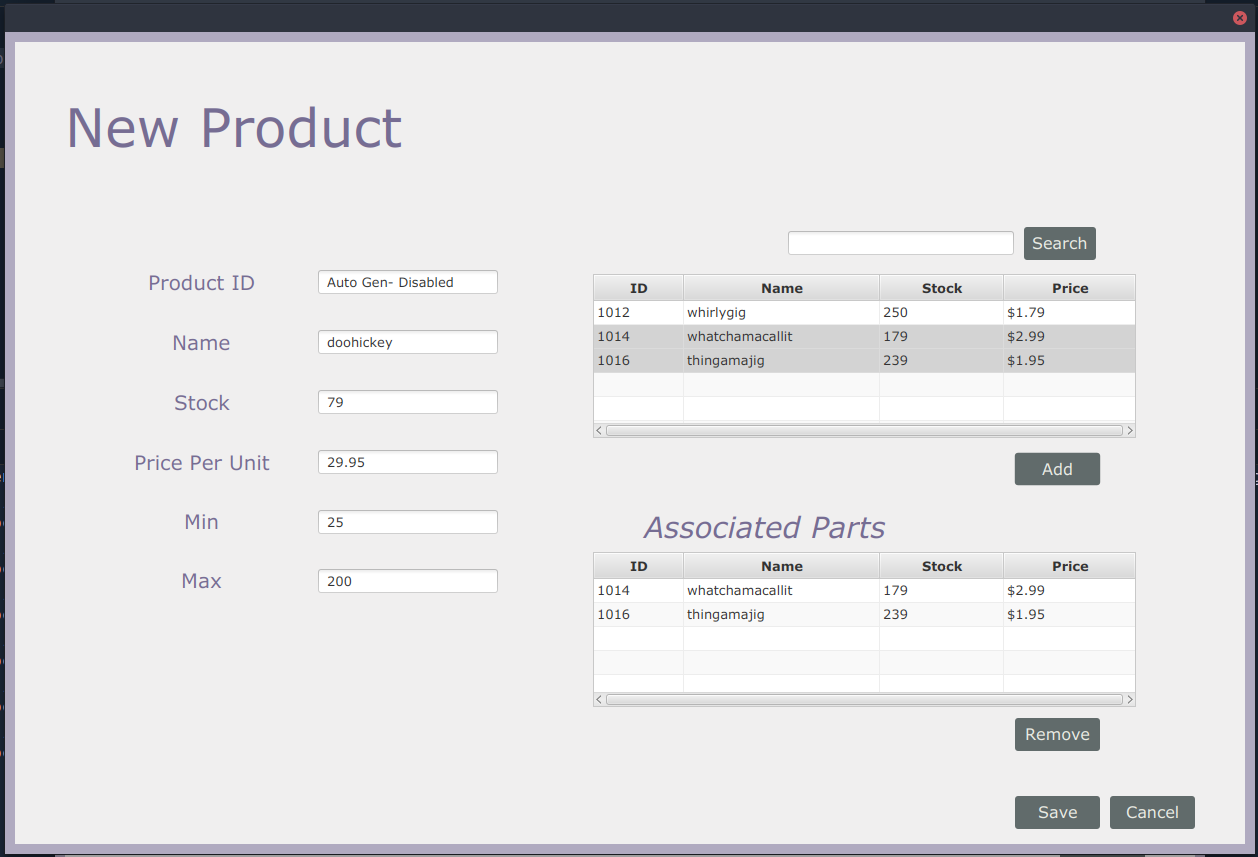 New Product
Search
Product ID Auto Gen- Disabled
Name doohickey
Stock 79
Price Per Unit 29.95
Min 25
Max 200
ID Name Stock Price
1012 whirlygig 250 $1.79
1014 whatchamacallit 179 $2.99
1016 thingamajig 239 $1.95
Add
Associated Parts
ID Name Stock Price
1014 whatchamacallit 179 $2.99
1016 thingamajig 239 $1.95
Remove
Save Cancel